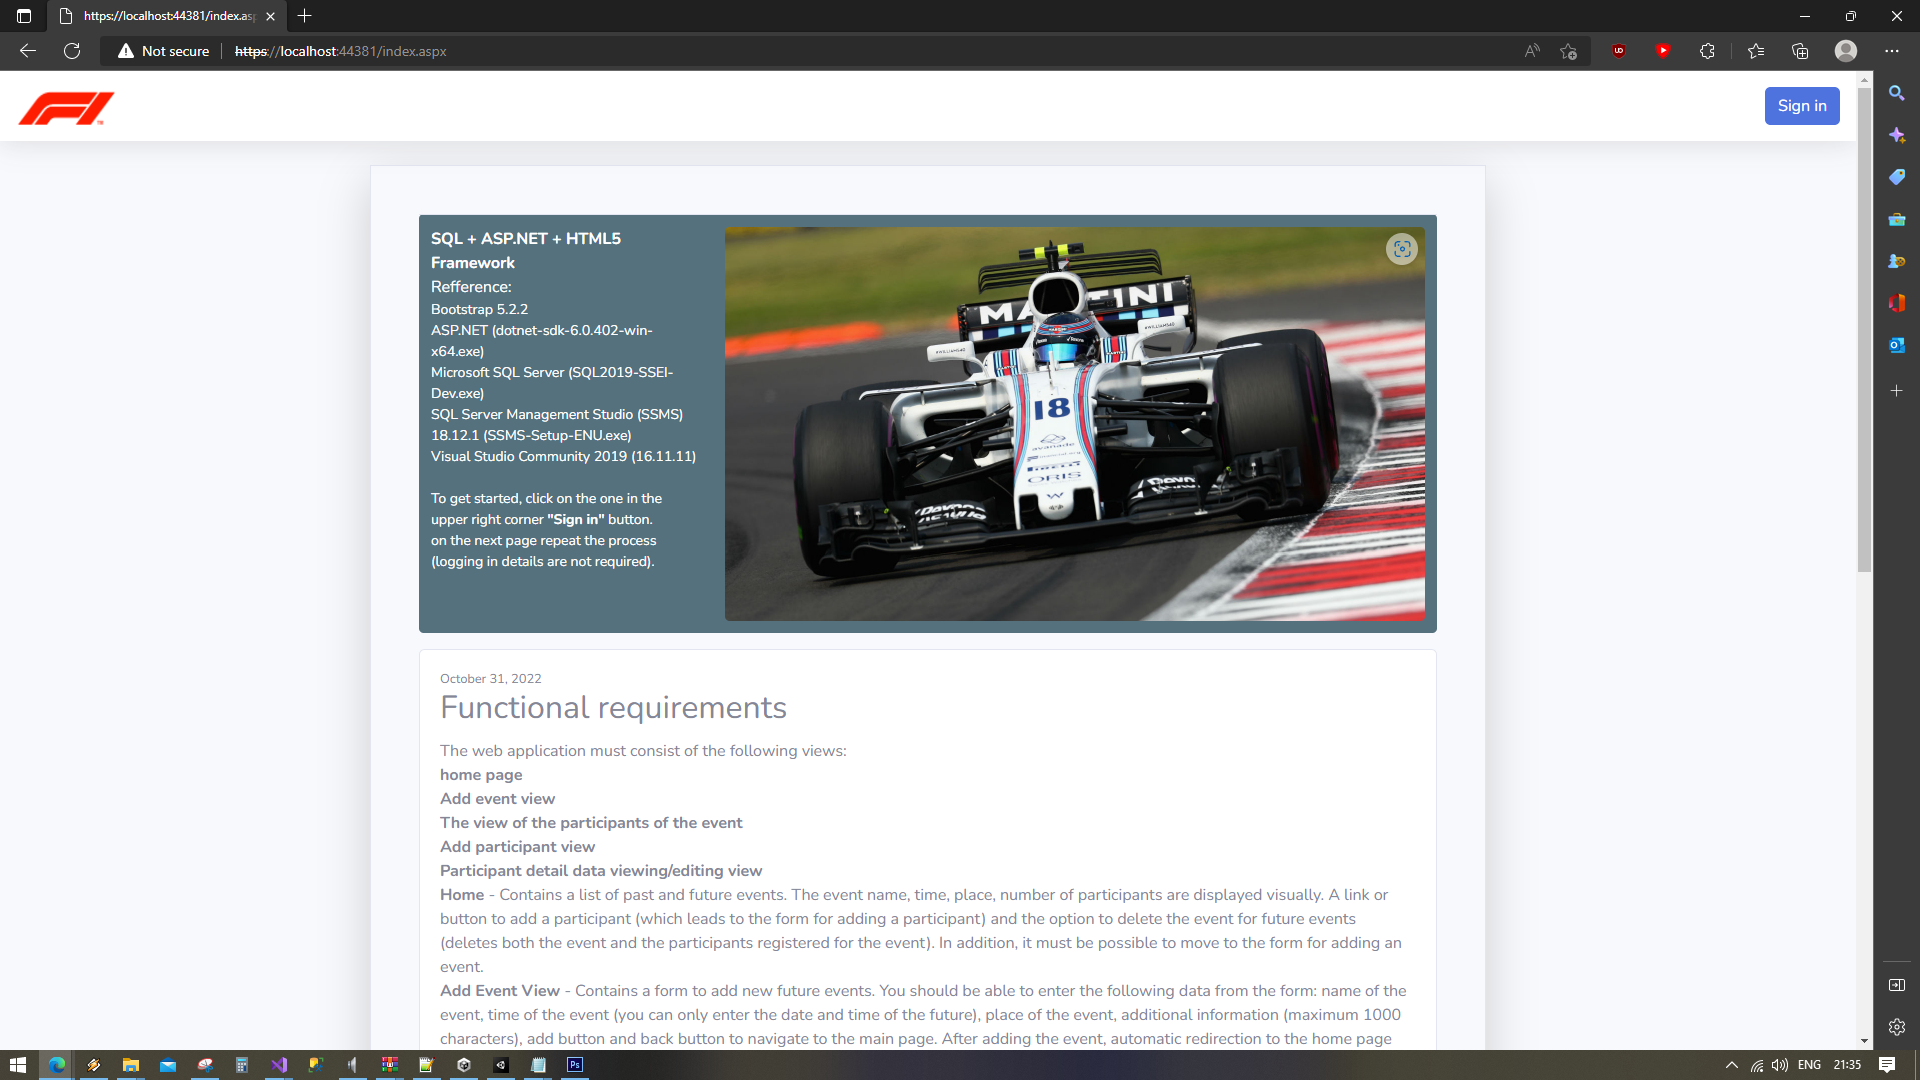 https://localhost:44381/index.asp
Not secure
https://localhost:44381/index.aspx
F1
Sign in
SQL + ASP.NET + HTML5
Framework
Refference:
Bootstrap 5.2.2
ASP.NET (dotnet-sdk-6.0.402-win-
x64.exe)
Microsoft SQL Server (SQL2019-SSEI-
Dev.exe)
SQL Server Management Studio (SSMS)
18.12.1 (SSMS-Setup-ENU.exe)
Visual Studio Community 2019 (16.11.11)
To get started, click on the one in the
upper right corner "Sign in" button.
on the next page repeat the process
(logging in details are not required).
MARTINI
18
avanade
PIRELLI
ORIS
W
October 31, 2022
Functional requirements
The web application must consist of the following views:
home page
Add event view
The view of the participants of the event
Add participant view
Participant detail data viewing/editing view
Home - Contains a list of past and future events. The event name, time, place, number of participants are displayed visually. A link or
button to add a participant (which leads to the form for adding a participant) and the option to delete the event for future events
(deletes both the event and the participants registered for the event). In addition, it must be possible to move to the form for adding an
event.
Add Event View - Contains a form to add new future events. You should be able to enter the following data from the form: name of the
event, time of the event (you can only enter the date and time of the future), place of the event, additional information (maximum 1000
characters), add button and back button to navigate to the main page. After adding the event, automatic redirection to the home page
Ps
ENG
21:35